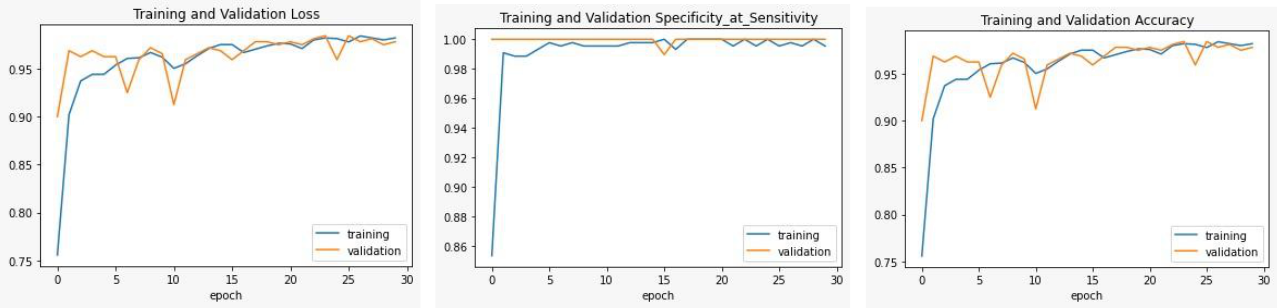 Training and Validation Loss
0.95
0.90
0.85
0.80
0.75
0 5 10 15 20 25 30
epoch
training
validation
Training and Validation Specificity_at_Sensitivity
1.00
0.98
0.96
0.94
0.92
0.90
0.88
0.86
0 5 10 15 20 25 30
epoch
training
validation
Training and Validation Accuracy
0.95
0.90
0.85
0.80
0.75
0 5 10 15 20 25 30
epoch
training
validation